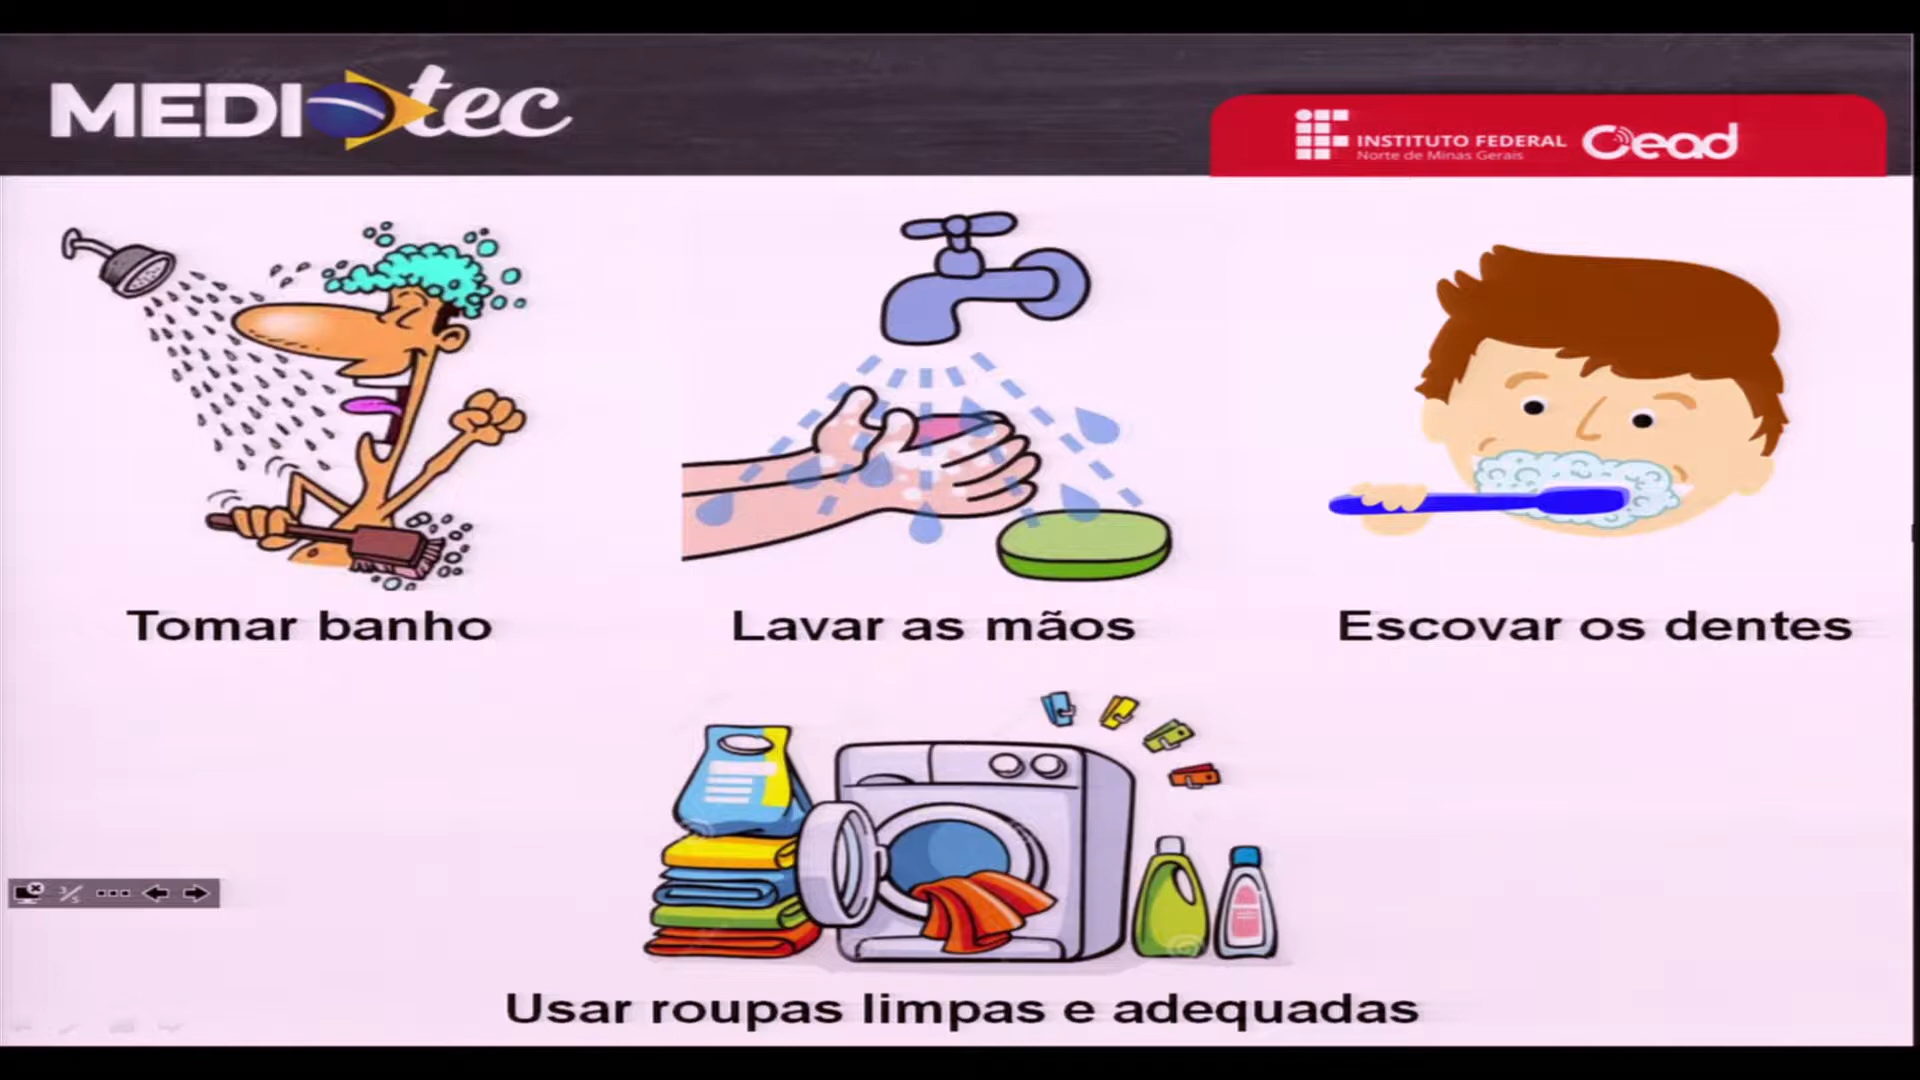 MEDIOtec
INSTITUTO FEDERAL
Norte de Minas Gerais
Cead
Tomar banho
Lavar as mãos
Escovar os dentes
Usar roupas limpas e adequadas